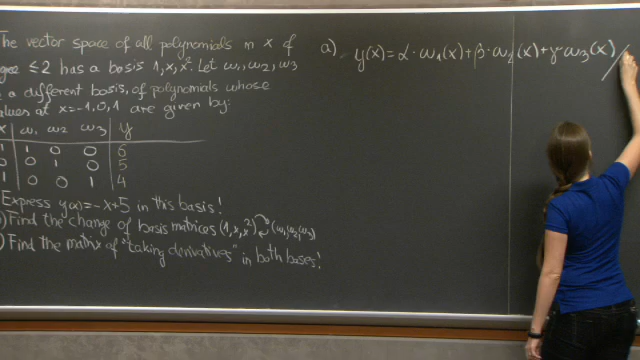 The vector space of all polynomials in x of
gree ≤2 has a basis 1, x, x². Let ω₁, ω₂, ω₃
e a different basis of polynomials whose
alues at x=-1,0,1 are given by:
x | ω₁ ω₂ ω₃ | y
1 | 1 0 0 | 6
0 | 0 1 0 | 5
1 | 0 0 1 | 4
Express y(x)=-x+5 in this basis!
) Find the change of basis matrices (1, x, x²) (ω₁, ω₂, ω₃)
) Find the matrix of "taking derivatives" in both bases!
a) y(x) = α · ω₁(x) + β · ω₂(x) + γ · ω₃(x)